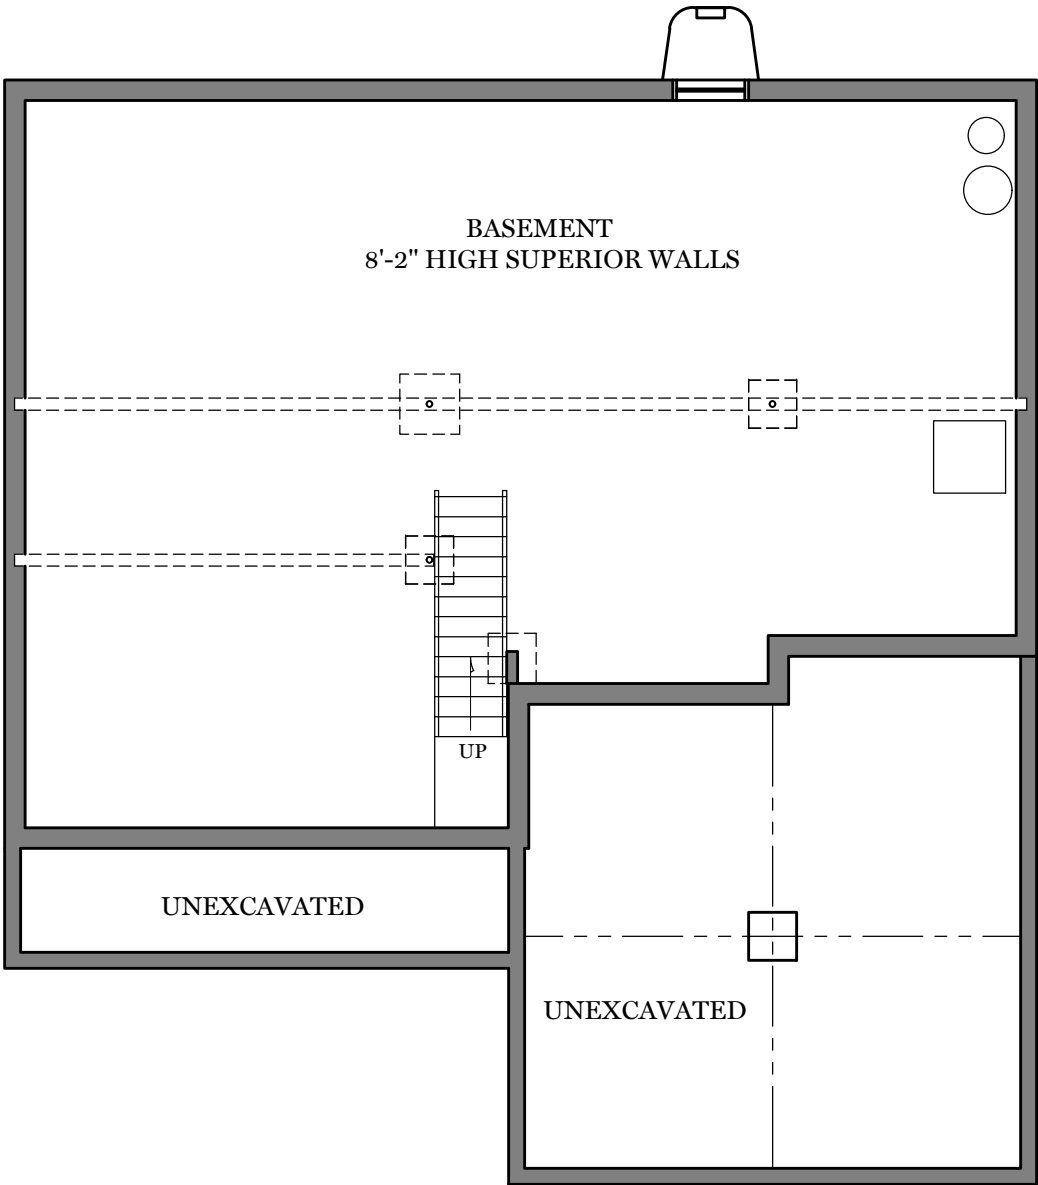 BASEMENT
8'-2" HIGH SUPERIOR WALLS
UP
UNEXCAVATED
UNEXCAVATED